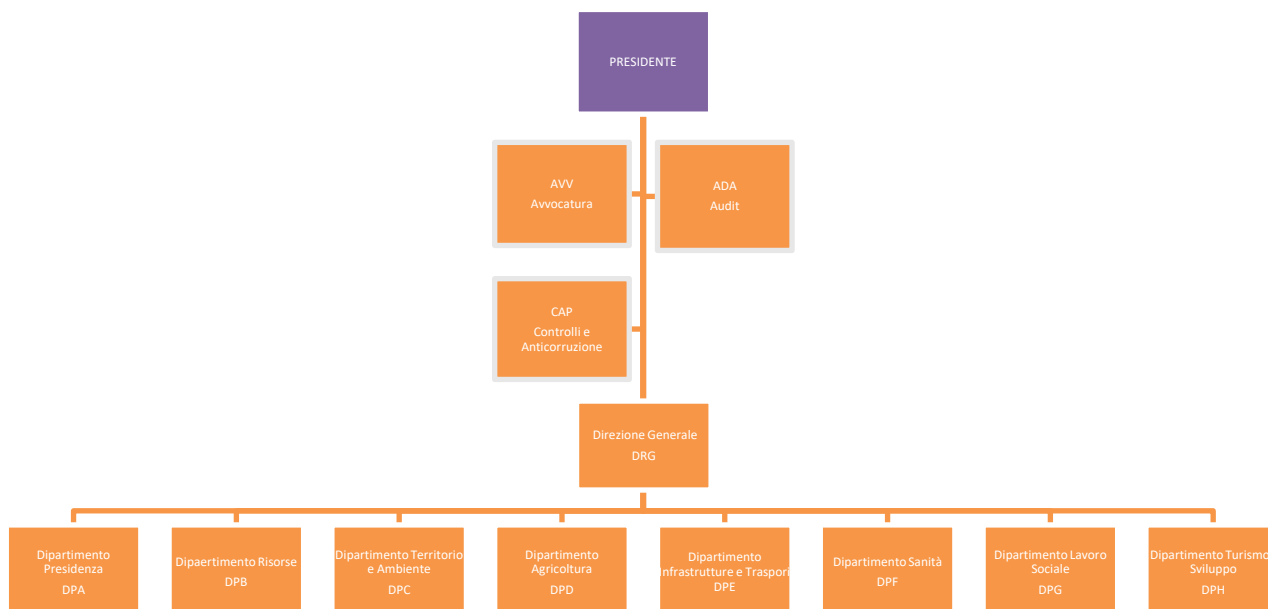 PRESIDENTE
AVV
Avvocatura
ADA
Audit
CAP
Controlli e
Anticorruzione
Direzione Generale
DRG
Dipartimento
Presidenza
DPA
Dipaertimento Risorse
DPB
Dipartimento Territorio
e Ambiente
DPC
Dipartimento
Agricoltura
DPD
Dipartimento
Infrastrutture e Traspori
DPE
Dipartimento Sanità
DPF
Dipartimento Lavoro
Sociale
DPG
Dipartimento Turismo
Sviluppo
DPH